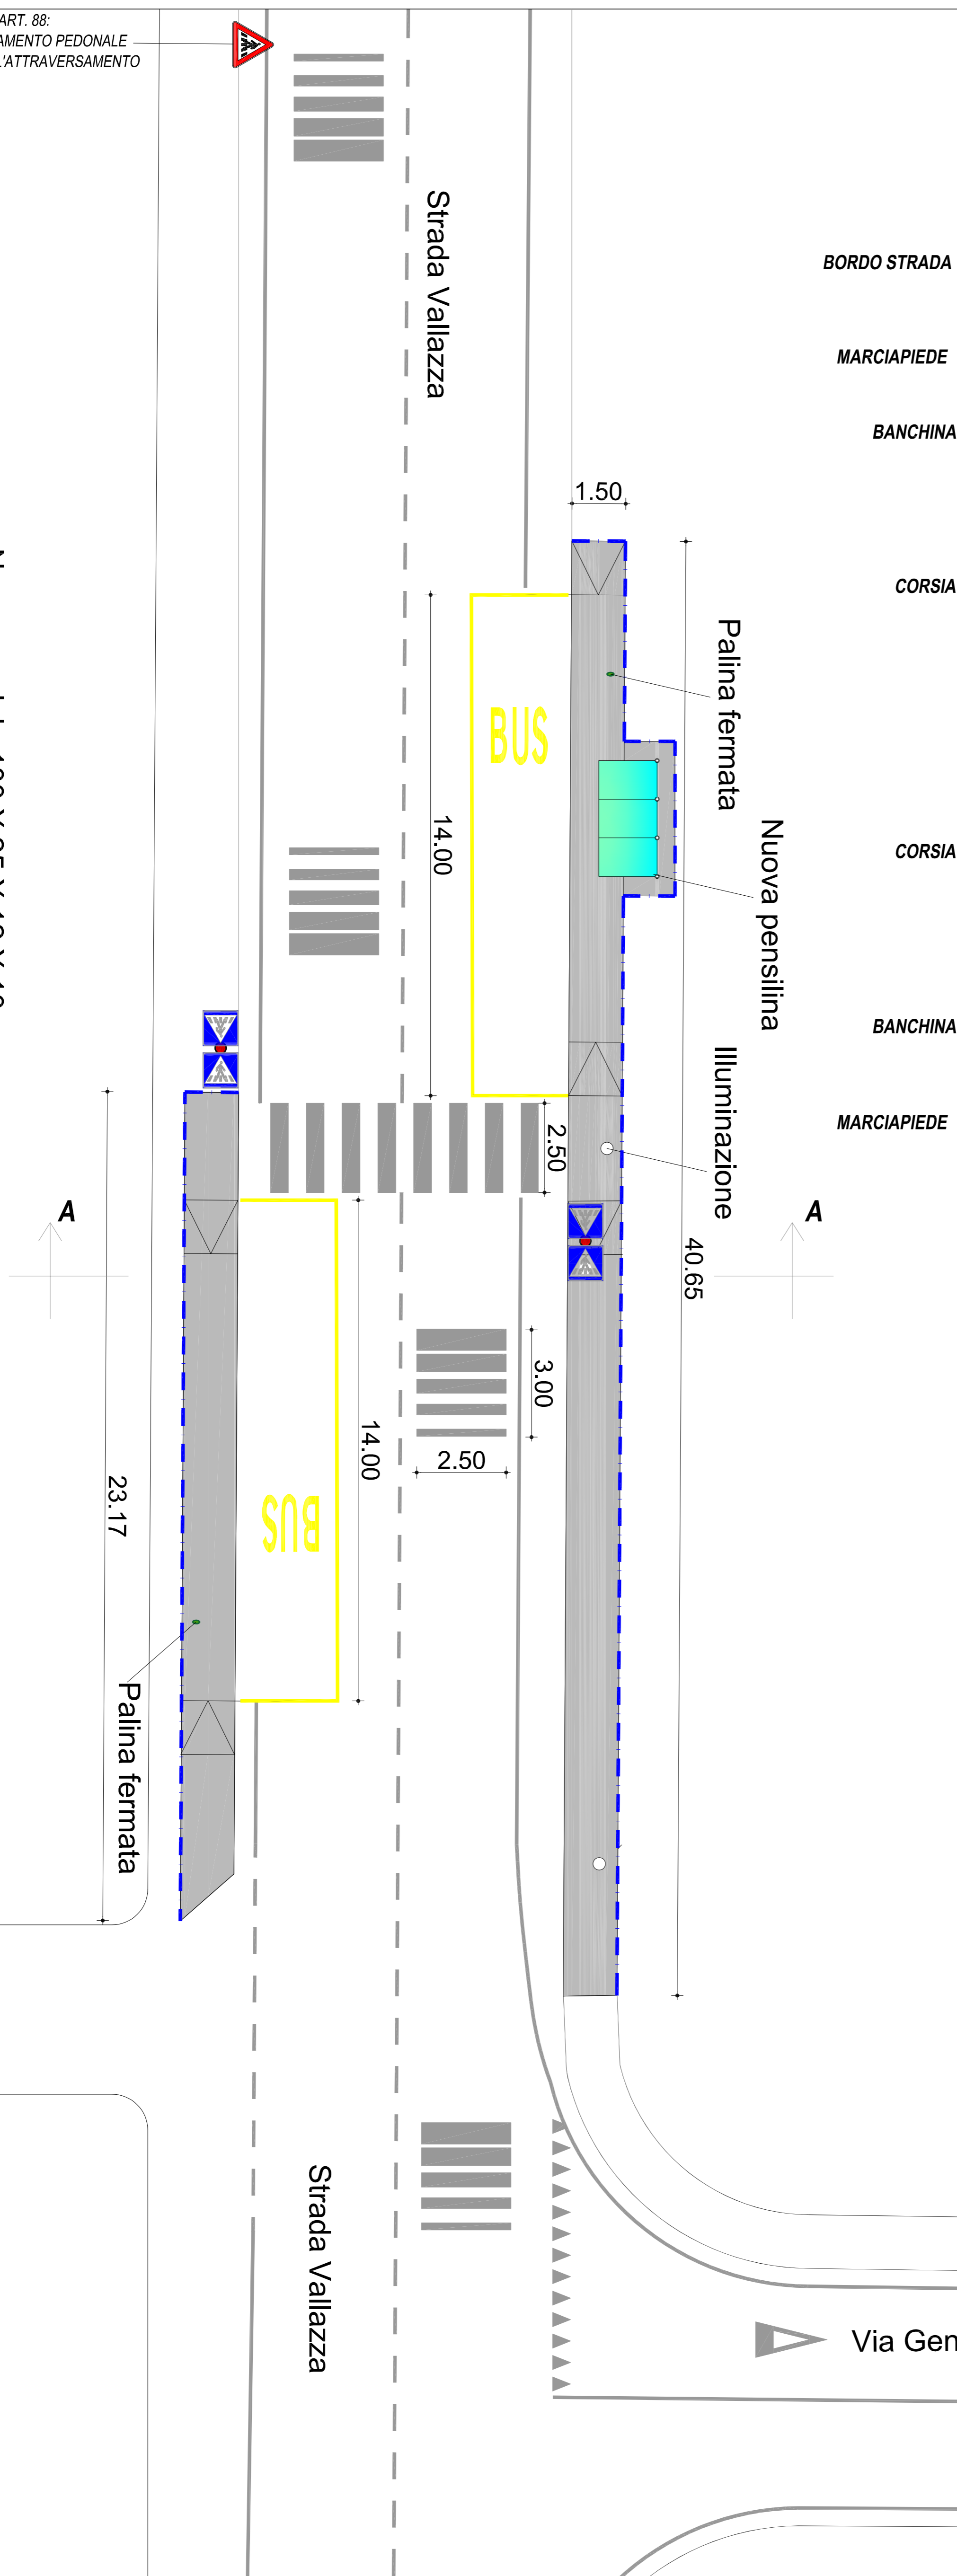 ART. 88:
AMENTO PEDONALE
L'ATTRAVERSAMENTO
Strada Vallazza
BORDO STRADA
MARCIAPIEDE
BANCHINA
CORSIA
1.50
Palina fermata
BUS
14.00
Nuova pensilina
CORSIA
BANCHINA
MARCIAPIEDE
Illuminazione
2.50
A
A
40.65
3.00
2.50
14.00
23.17
BUS
Palina fermata
Strada Vallazza
Via Gen